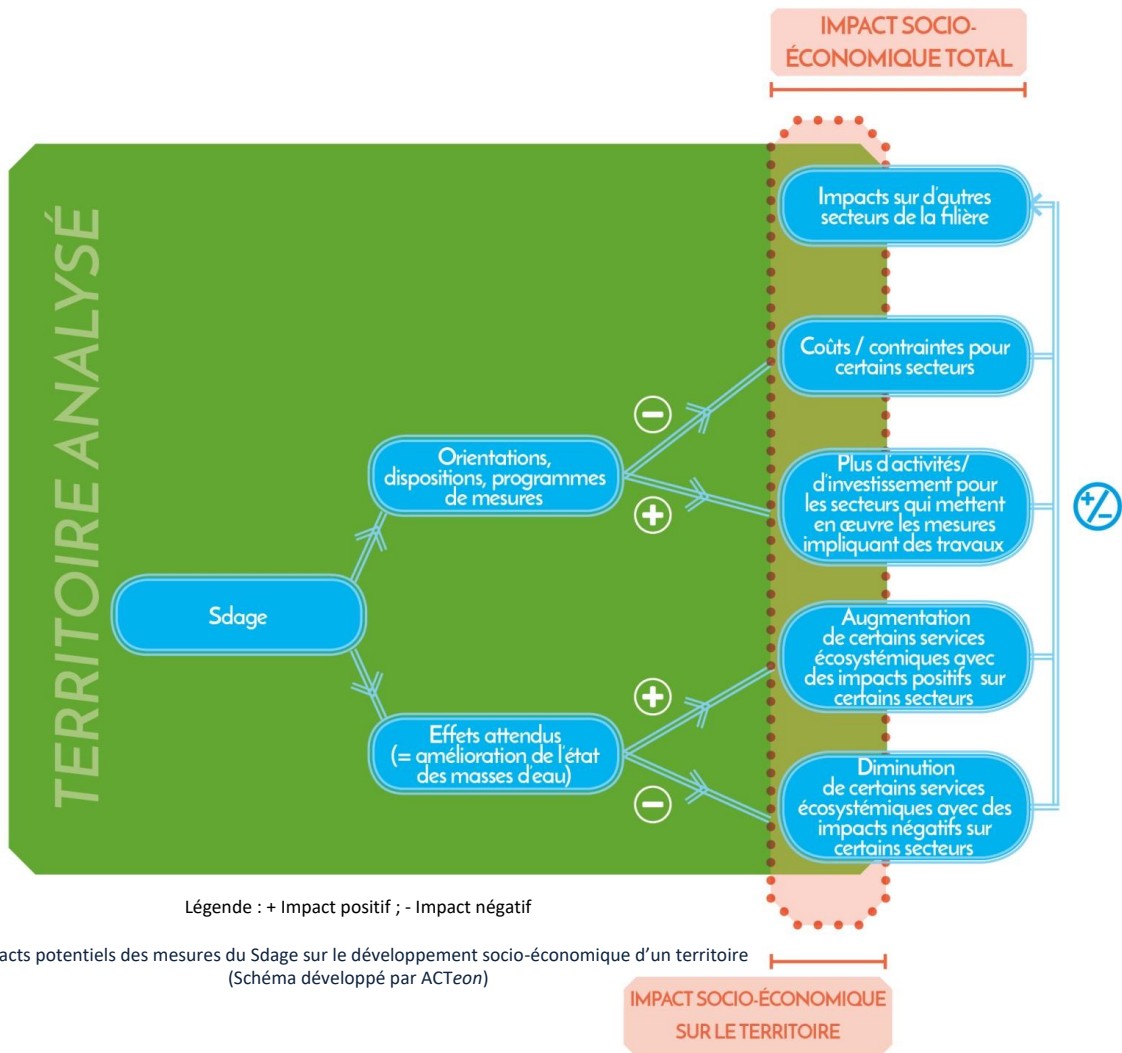 IMPACT SOCIO-
ÉCONOMIQUE TOTAL
TERRITOIRE ANALYSÉ
Impacts sur d'autres
secteurs de la filière
Coûts / contraintes pour
certains secteurs
Orientations,
dispositions, programmes
de mesures
–
+
Plus d'activités/
d'investissement pour
les secteurs qui mettent
en œuvre les mesures
impliquant des travaux
+/-
Sdage
Augmentation
de certains services
écosystémiques avec
des impacts positifs sur
certains secteurs
Effets attendus
(= amélioration de l'état
des masses d'eau)
+
–
Diminution
de certains services
écosystémiques avec des
impacts négatifs sur
certains secteurs
Légende : + Impact positif ; - Impact négatif
acts potentiels des mesures du Sdage sur le développement socio-économique d'un territoire
(Schéma développé par ACTeon)
IMPACT SOCIO-ÉCONOMIQUE
SUR LE TERRITOIRE